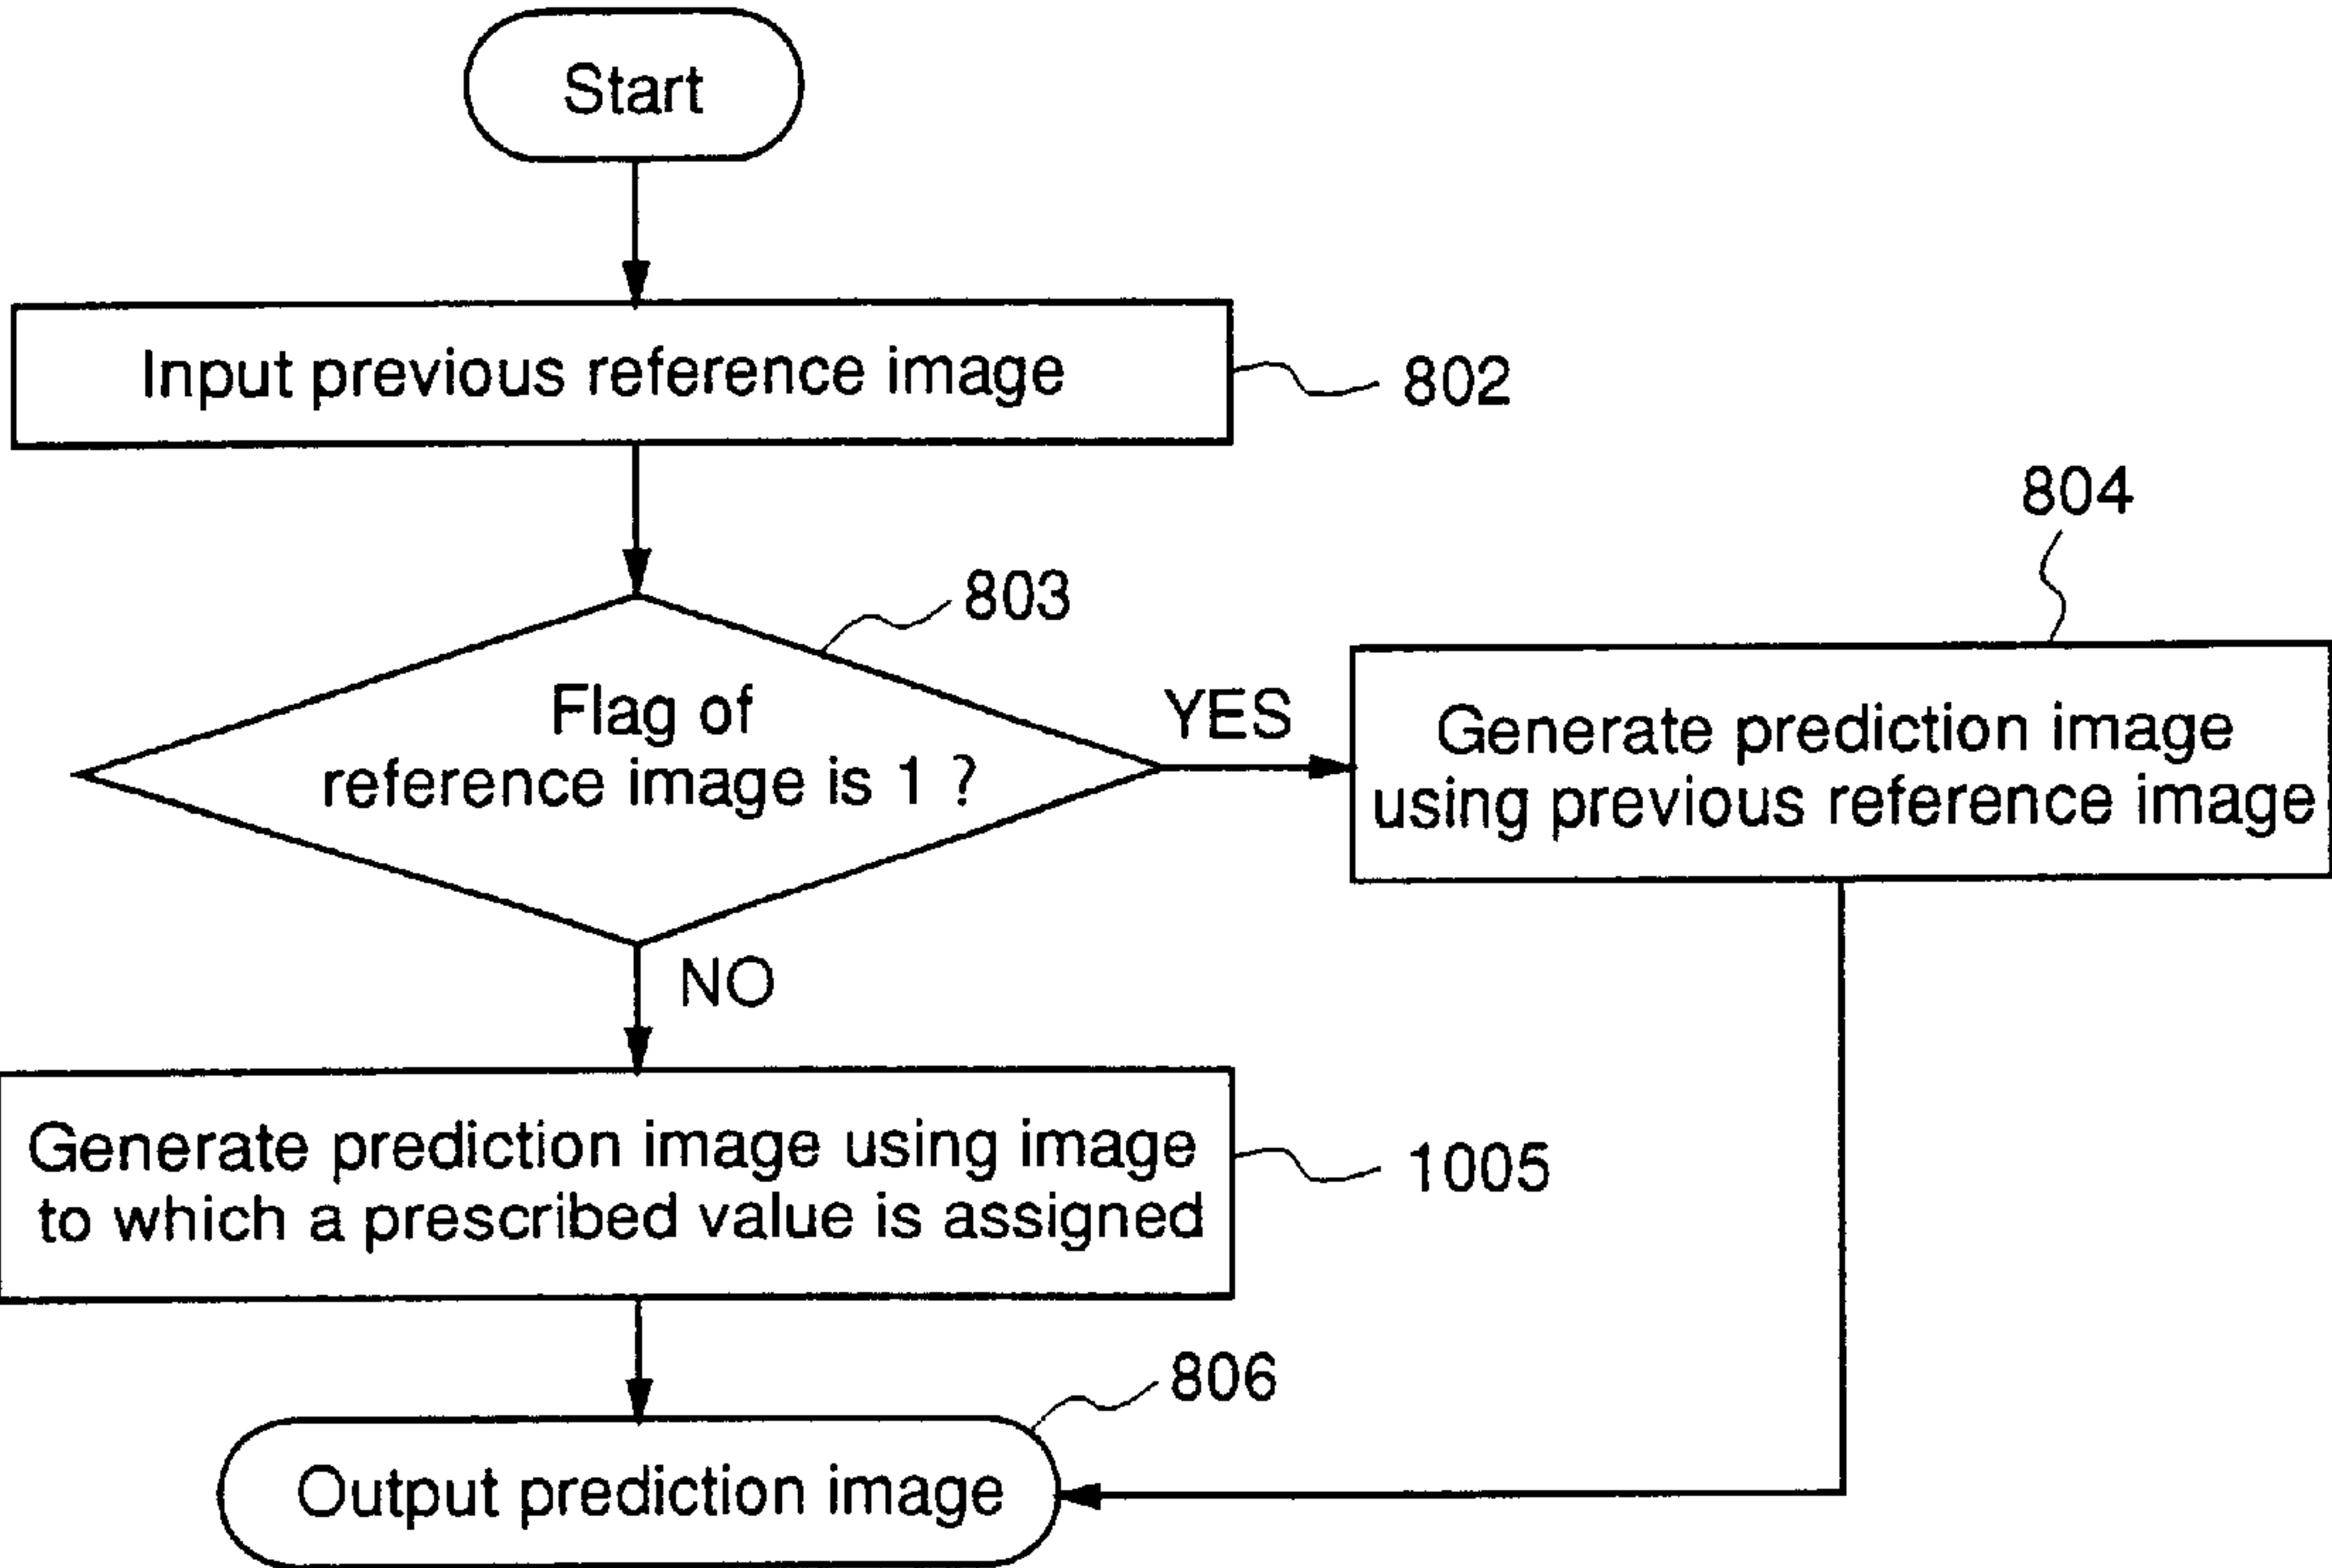 Start
Input previous reference image
802
803
Flag of
reference image is 1 ?
YES
804
Generate prediction image
using previous reference image
NO
Generate prediction image using image
to which a prescribed value is assigned
1005
806
Output prediction image